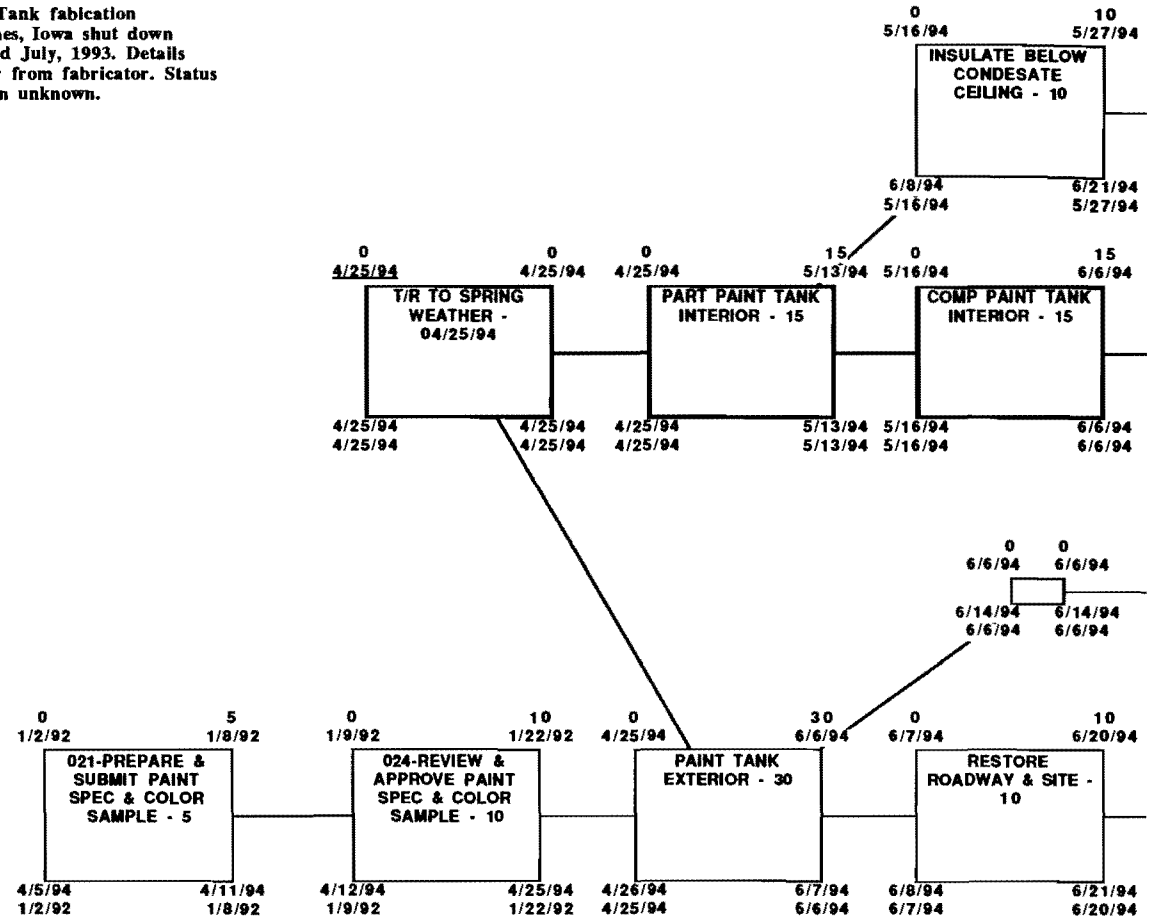 Tank fabication
es, Iowa shut down
d July, 1993. Details
from fabricator. Status
n unknown.
0 10
5/16/94 5/27/94
INSULATE BELOW
CONDESATE
CEILING - 10
6/8/94 6/21/94
5/16/94 5/27/94
0 0 0 15 0 15
4/25/94 4/25/94 4/25/94 5/13/94 5/16/94 6/6/94
T/R TO SPRING
WEATHER -
04/25/94
PART PAINT TANK
INTERIOR - 15
COMP PAINT TANK
INTERIOR - 15
4/25/94 4/25/94 4/25/94 5/13/94 5/16/94 6/6/94
4/25/94 4/25/94 4/25/94 5/13/94 5/16/94 6/6/94
0 0
6/6/94 6/6/94
6/14/94 6/14/94
6/6/94 6/6/94
0 5 0 10 0 30 0 10
1/2/92 1/8/92 1/9/92 1/22/92 4/25/94 6/6/94 6/7/94 6/20/94
021-PREPARE &
SUBMIT PAINT
SPEC & COLOR
SAMPLE - 5
024-REVIEW &
APPROVE PAINT
SPEC & COLOR
SAMPLE - 10
PAINT TANK
EXTERIOR - 30
RESTORE
ROADWAY & SITE -
10
4/5/94 4/11/94 4/12/94 4/25/94 4/26/94 6/7/94 6/8/94 6/21/94
1/2/92 1/8/92 1/9/92 1/22/92 4/25/94 6/6/94 6/7/94 6/20/94